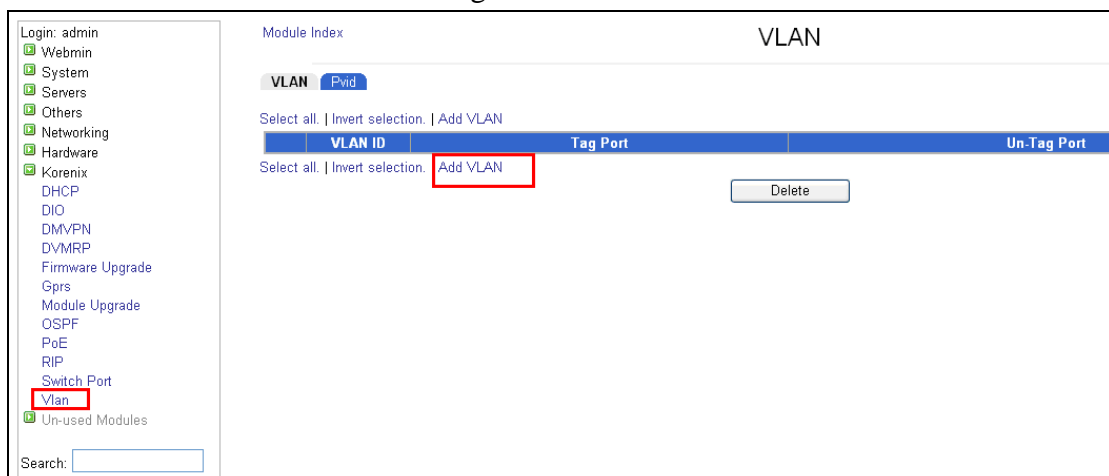 Login: admin
Webmin
System
Servers
Others
Networking
Hardware
Korenix
DHCP
DIO
DMVPN
DVMRP
Firmware Upgrade
Gprs
Module Upgrade
OSPF
PoE
RIP
Switch Port
Vlan
Un-used Modules
Search:
Module Index
VLAN
VLAN Pvid
Select all. | Invert selection. | Add VLAN
VLAN ID Tag Port Un-Tag Port
Select all. | Invert selection. Add VLAN
Delete